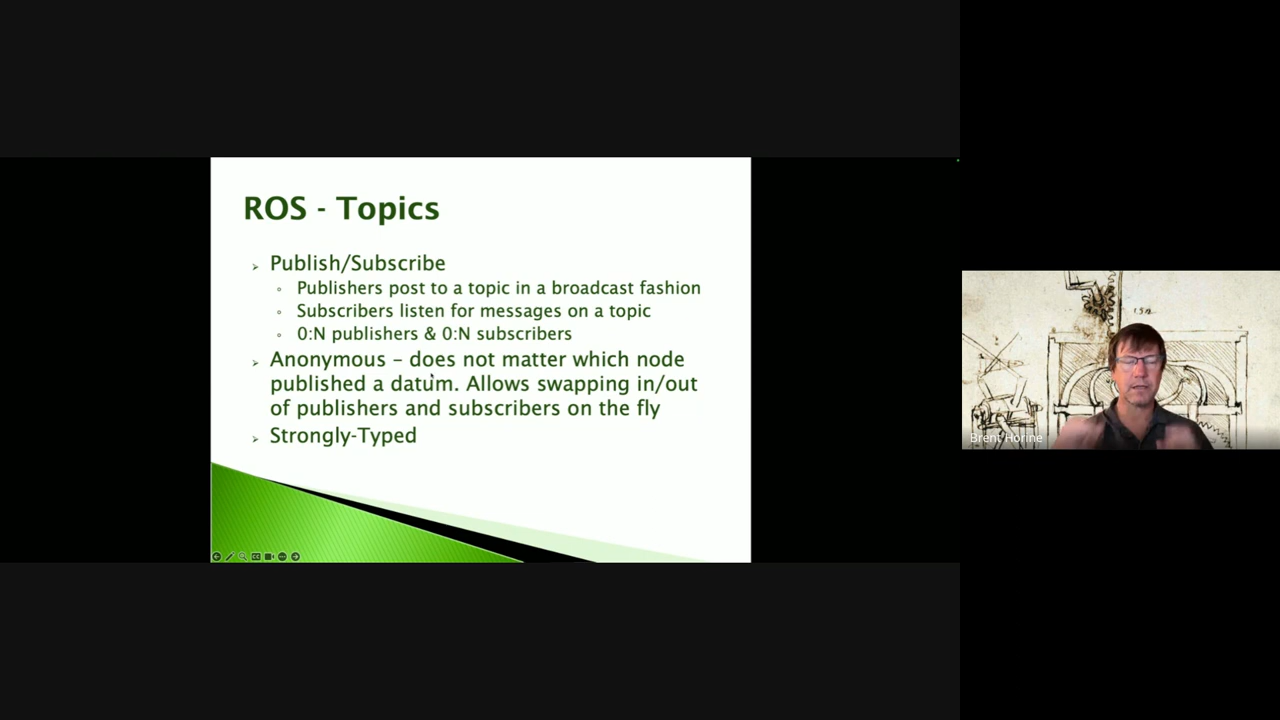 ROS - Topics
Publish/Subscribe
Publishers post to a topic in a broadcast fashion
Subscribers listen for messages on a topic
0:N publishers & 0:N subscribers
Anonymous – does not matter which node
published a datum. Allows swapping in/out
of publishers and subscribers on the fly
Strongly-Typed
Brent Horine